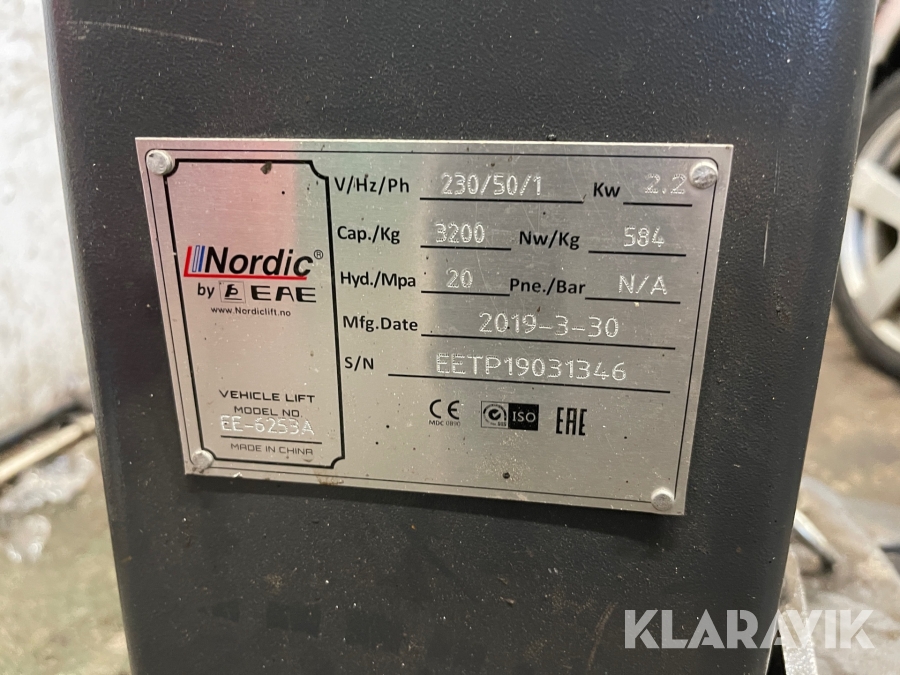 Nordic®
by EAE
www.Nordiclift.no
VEHICLE LIFT
MODEL NO.
EE-6253A
MADE IN CHINA
V/Hz/Ph 230/50/1 Kw 2.2
Cap./Kg 3200 Nw/Kg 584
Hyd./Mpa 20 Pne./Bar N/A
Mfg.Date 2019-3-30
S/N EETP19031346
CE ISO EAC
MDC
KLARAVIK